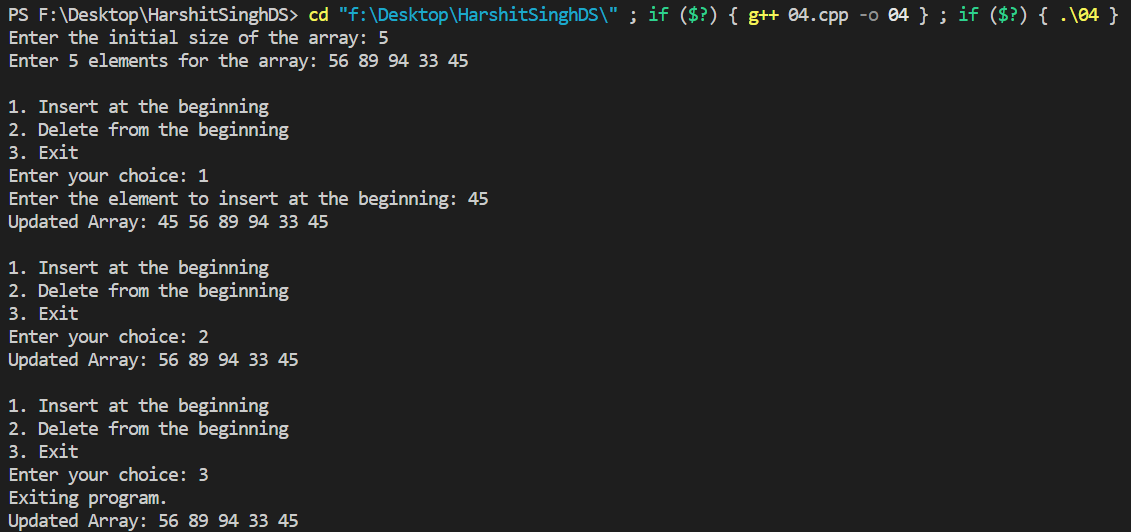 PS F:\Desktop\HarshitSinghDS> cd "f:\Desktop\HarshitSinghDS\" ; if ($?) { g++ 04.cpp -o 04 } ; if ($?) { .\04 }
Enter the initial size of the array: 5
Enter 5 elements for the array: 56 89 94 33 45
1. Insert at the beginning
2. Delete from the beginning
3. Exit
Enter your choice: 1
Enter the element to insert at the beginning: 45
Updated Array: 45 56 89 94 33 45
1. Insert at the beginning
2. Delete from the beginning
3. Exit
Enter your choice: 2
Updated Array: 56 89 94 33 45
1. Insert at the beginning
2. Delete from the beginning
3. Exit
Enter your choice: 3
Exiting program.
Updated Array: 56 89 94 33 45